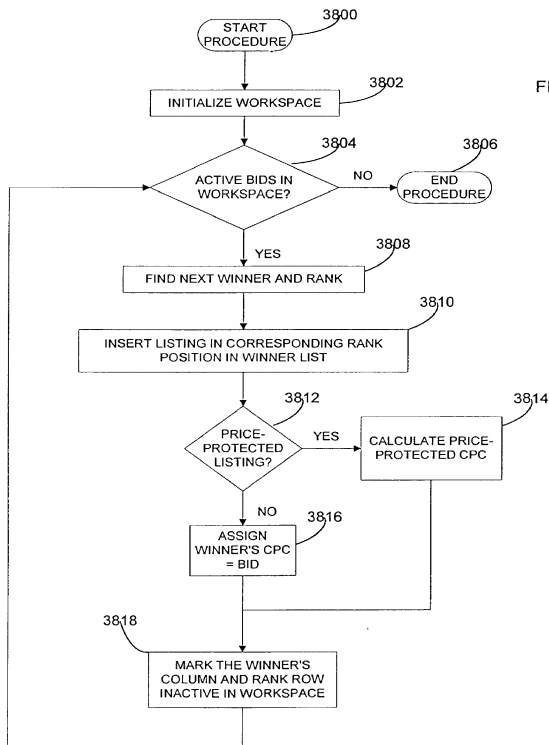 3800
START
PROCEDURE
3802
INITIALIZE WORKSPACE
3804
ACTIVE BIDS IN
WORKSPACE?
NO
3806
END
PROCEDURE
YES
3808
FIND NEXT WINNER AND RANK
3810
INSERT LISTING IN CORRESPONDING RANK
POSITION IN WINNER LIST
3812
PRICE-
PROTECTED
LISTING?
YES
3814
CALCULATE PRICE-
PROTECTED CPC
NO
3816
ASSIGN
WINNER'S CPC
= BID
3818
MARK THE WINNER'S
COLUMN AND RANK ROW
INACTIVE IN WORKSPACE